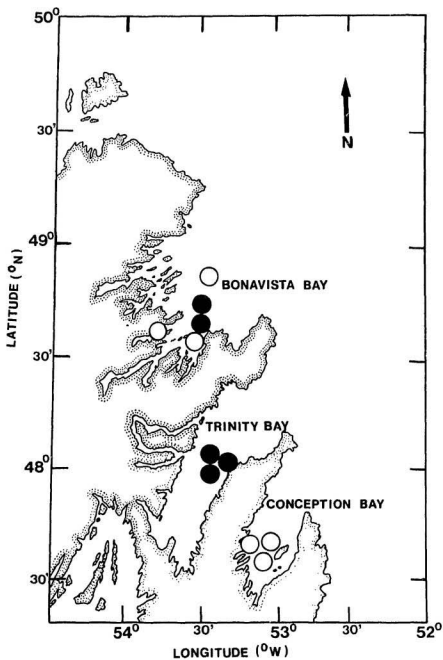 50°
30'
N
49°
BONAVISTA BAY
LATITUDE (°N)
30'
TRINITY BAY
48°
CONCEPTION BAY
30'
54° 30' 53° 30' 52°
LONGITUDE (°W)